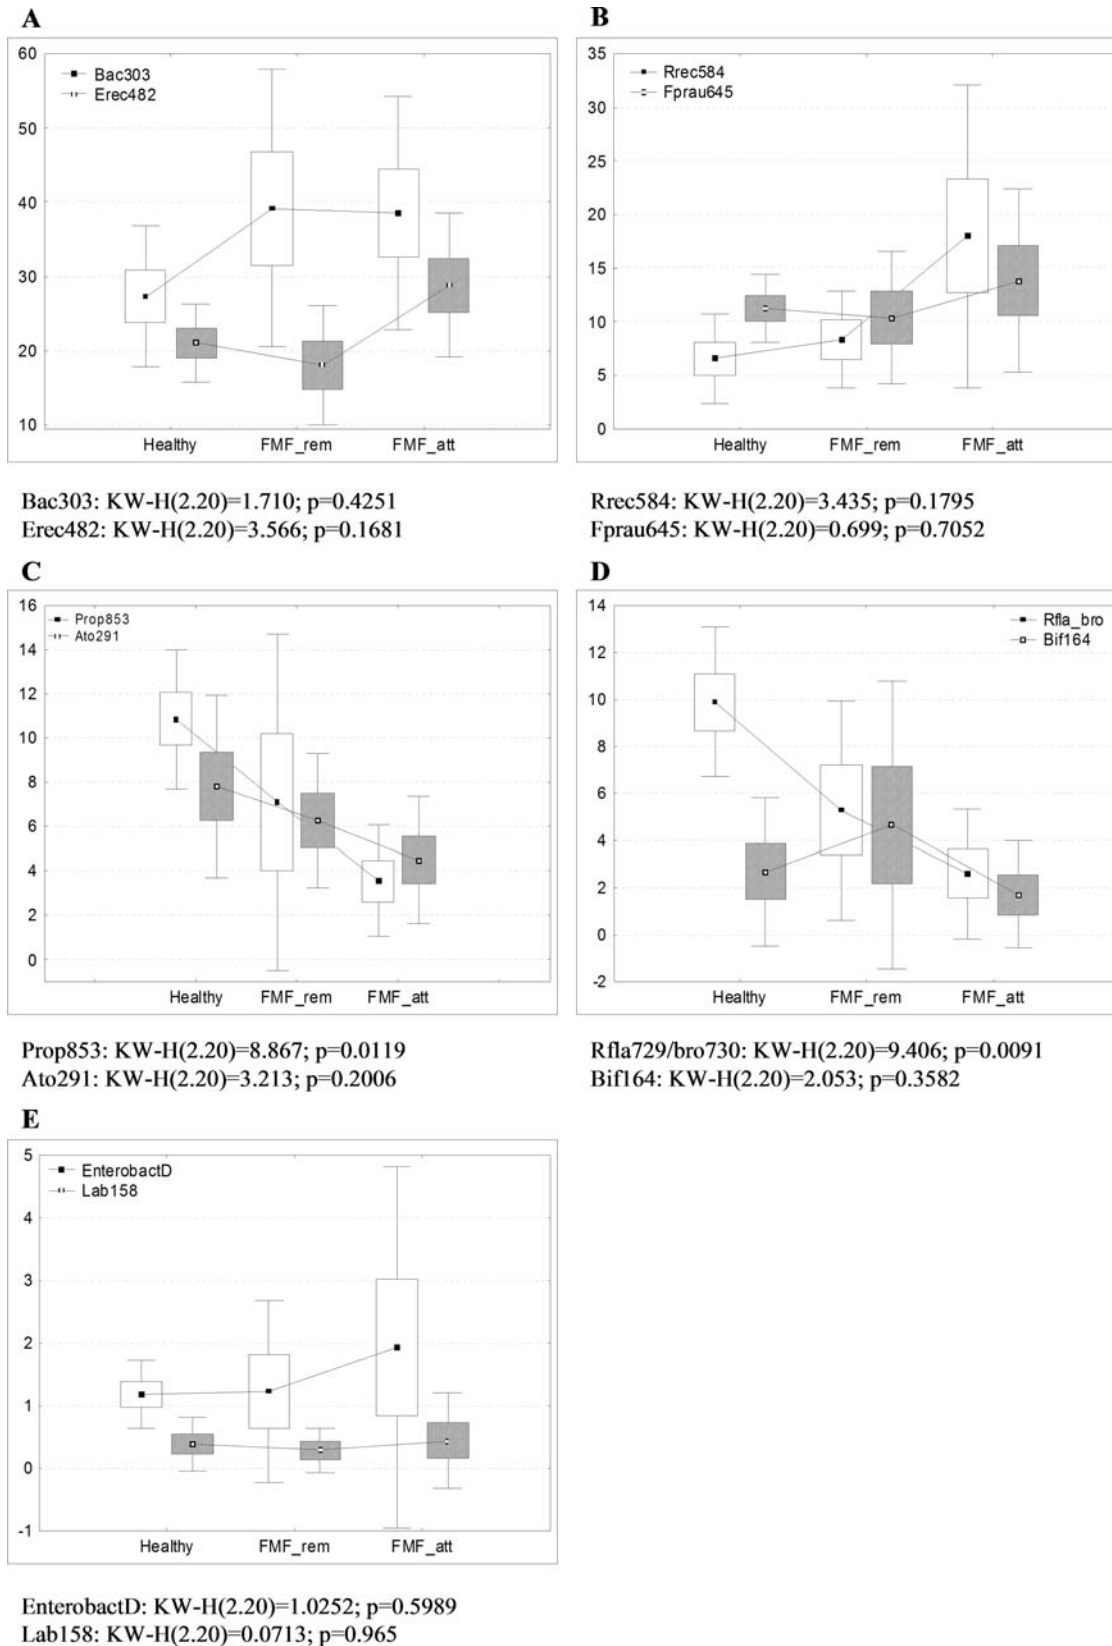 A
60
50
40
30
20
10
Bac303
Erec482
Healthy FMF_rem FMF_att
Bac303: KW-H(2.20)=1.710; p=0.4251
Erec482: KW-H(2.20)=3.566; p=0.1681
B
35
30
25
20
15
10
5
0
Rrec584
Fprau645
Healthy FMF_rem FMF_att
Rrec584: KW-H(2.20)=3.435; p=0.1795
Fprau645: KW-H(2.20)=0.699; p=0.7052
C
16
14
12
10
8
6
4
2
0
Prop853
Ato291
Healthy FMF_rem FMF_att
Prop853: KW-H(2.20)=8.867; p=0.0119
Ato291: KW-H(2.20)=3.213; p=0.2006
D
14
12
10
8
6
4
2
0
-2
Rfla_bro
Bif164
Healthy FMF_rem FMF_att
Rfla729/bro730: KW-H(2.20)=9.406; p=0.0091
Bif164: KW-H(2.20)=2.053; p=0.3582
E
5
4
3
2
1
0
-1
EnterobactD
Lab158
Healthy FMF_rem FMF_att
EnterobactD: KW-H(2.20)=1.0252; p=0.5989
Lab158: KW-H(2.20)=0.0713; p=0.965